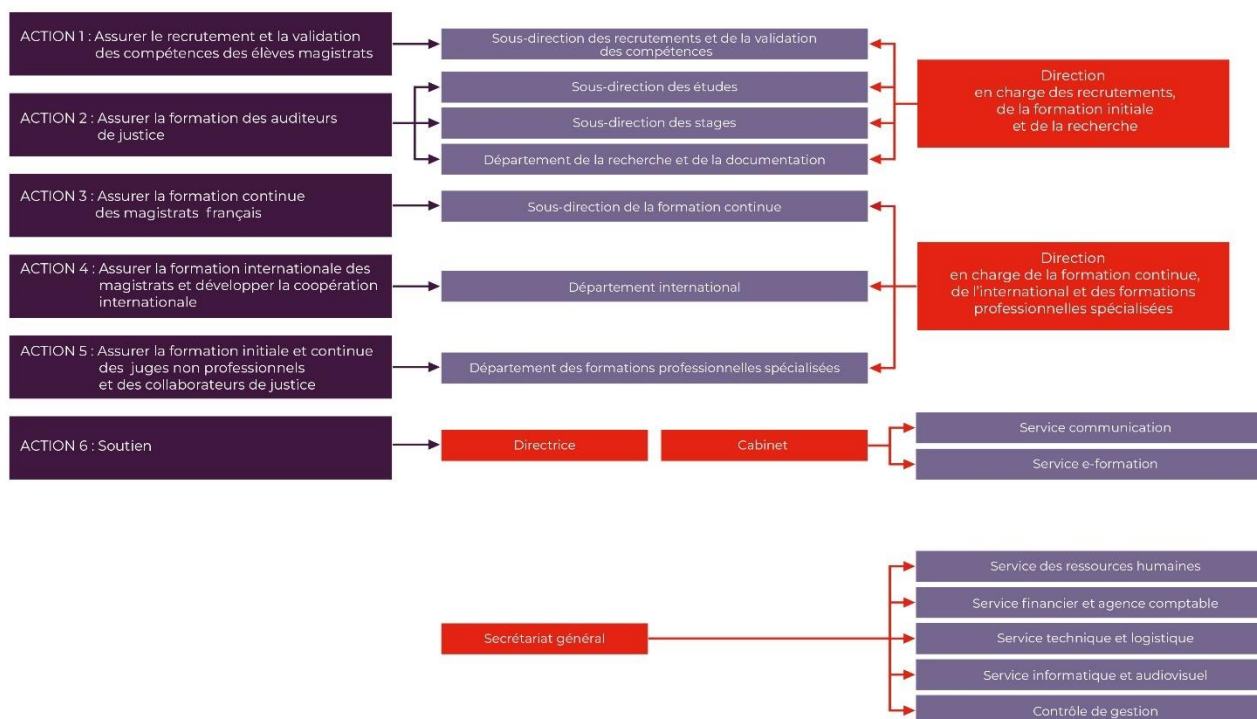 ACTION 1 : Assurer le recrutement et la validation
des compétences des élèves magistrats
Sous-direction des recrutements et de la validation
des compétences
ACTION 2 : Assurer la formation des auditeurs
de justice
Sous-direction des études
Sous-direction des stages
Département de la recherche et de la documentation
Direction
en charge des recrutements,
de la formation initiale
et de la recherche
ACTION 3 : Assurer la formation continue
des magistrats français
Sous-direction de la formation continue
ACTION 4 : Assurer la formation internationale des
magistrats et développer la coopération
internationale
Département international
Direction
en charge de la formation continue,
de l'international et des formations
professionnelles spécialisées
ACTION 5 : Assurer la formation initiale et continue
des juges non professionnels
et des collaborateurs de justice
Département des formations professionnelles spécialisées
ACTION 6 : Soutien
Directrice
Cabinet
Service communication
Service e-formation
Secrétariat général
Service des ressources humaines
Service financier et agence comptable
Service technique et logistique
Service informatique et audiovisuel
Contrôle de gestion